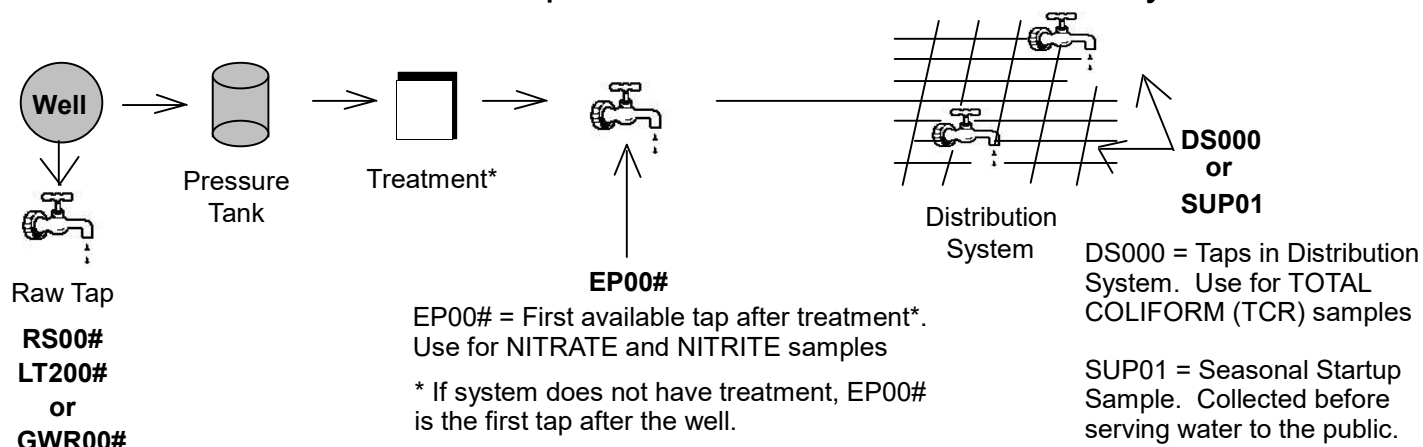 Well
Pressure
Tank
Treatment*
Raw Tap
RS00#
LT200#
or
GWR00#
EP00#
EP00# = First available tap after treatment*.
Use for NITRATE and NITRITE samples
* If system does not have treatment, EP00#
is the first tap after the well.
Distribution
System
DS000
or
SUP01
DS000 = Taps in Distribution
System.  Use for TOTAL
COLIFORM (TCR) samples
SUP01 = Seasonal Startup
Sample.  Collected before
serving water to the public.